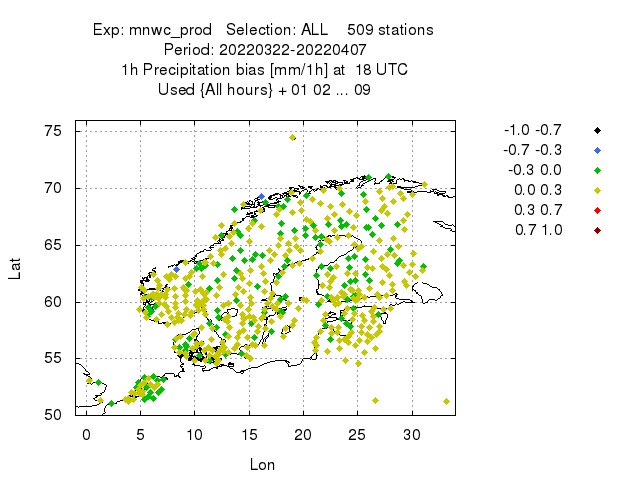 Exp: mnwc_prod Selection: ALL 509 stations
Period: 20220322-20220407
1h Precipitation bias [mm/1h] at 18 UTC
Used {All hours} + 01 02 ... 09
-1.0 -0.7
-0.7 -0.3
-0.3 0.0
0.0 0.3
0.3 0.7
0.7 1.0
75
70
65
60
55
50
Lat
0 5 10 15 20 25 30
Lon